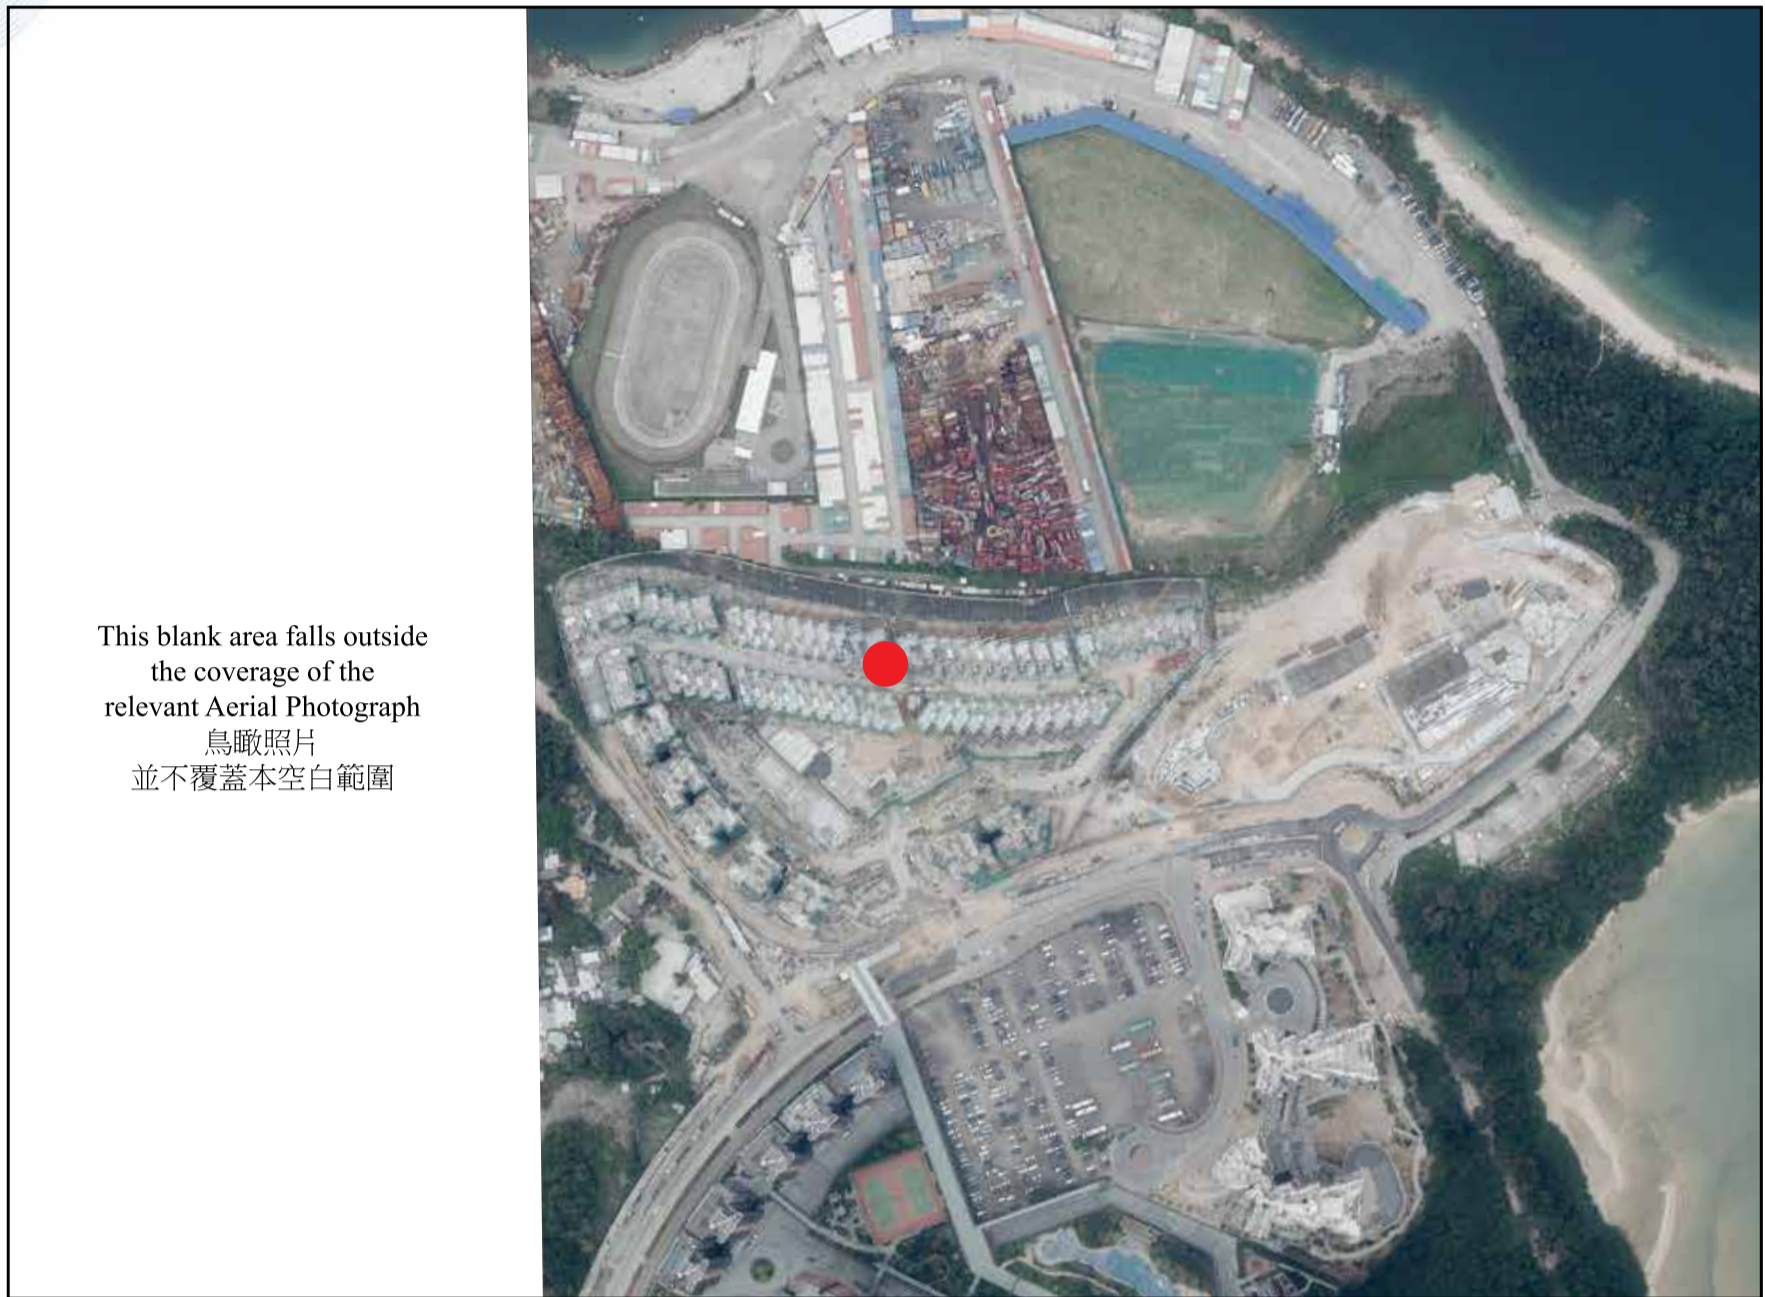 This blank area falls outside
the coverage of the
relevant Aerial Photograph
鳥瞰照片
並不覆蓋本空白範圍